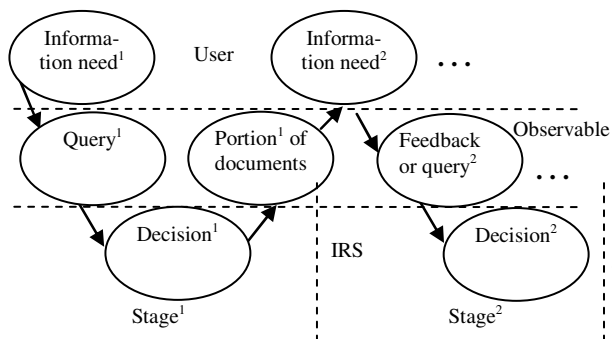 Informa-
tion need¹
User
Informa-
tion need²
...
Query¹
Portion¹ of
documents
Feedback
or query²
Observable
...
Decision¹
IRS
Decision²
Stage¹
Stage²